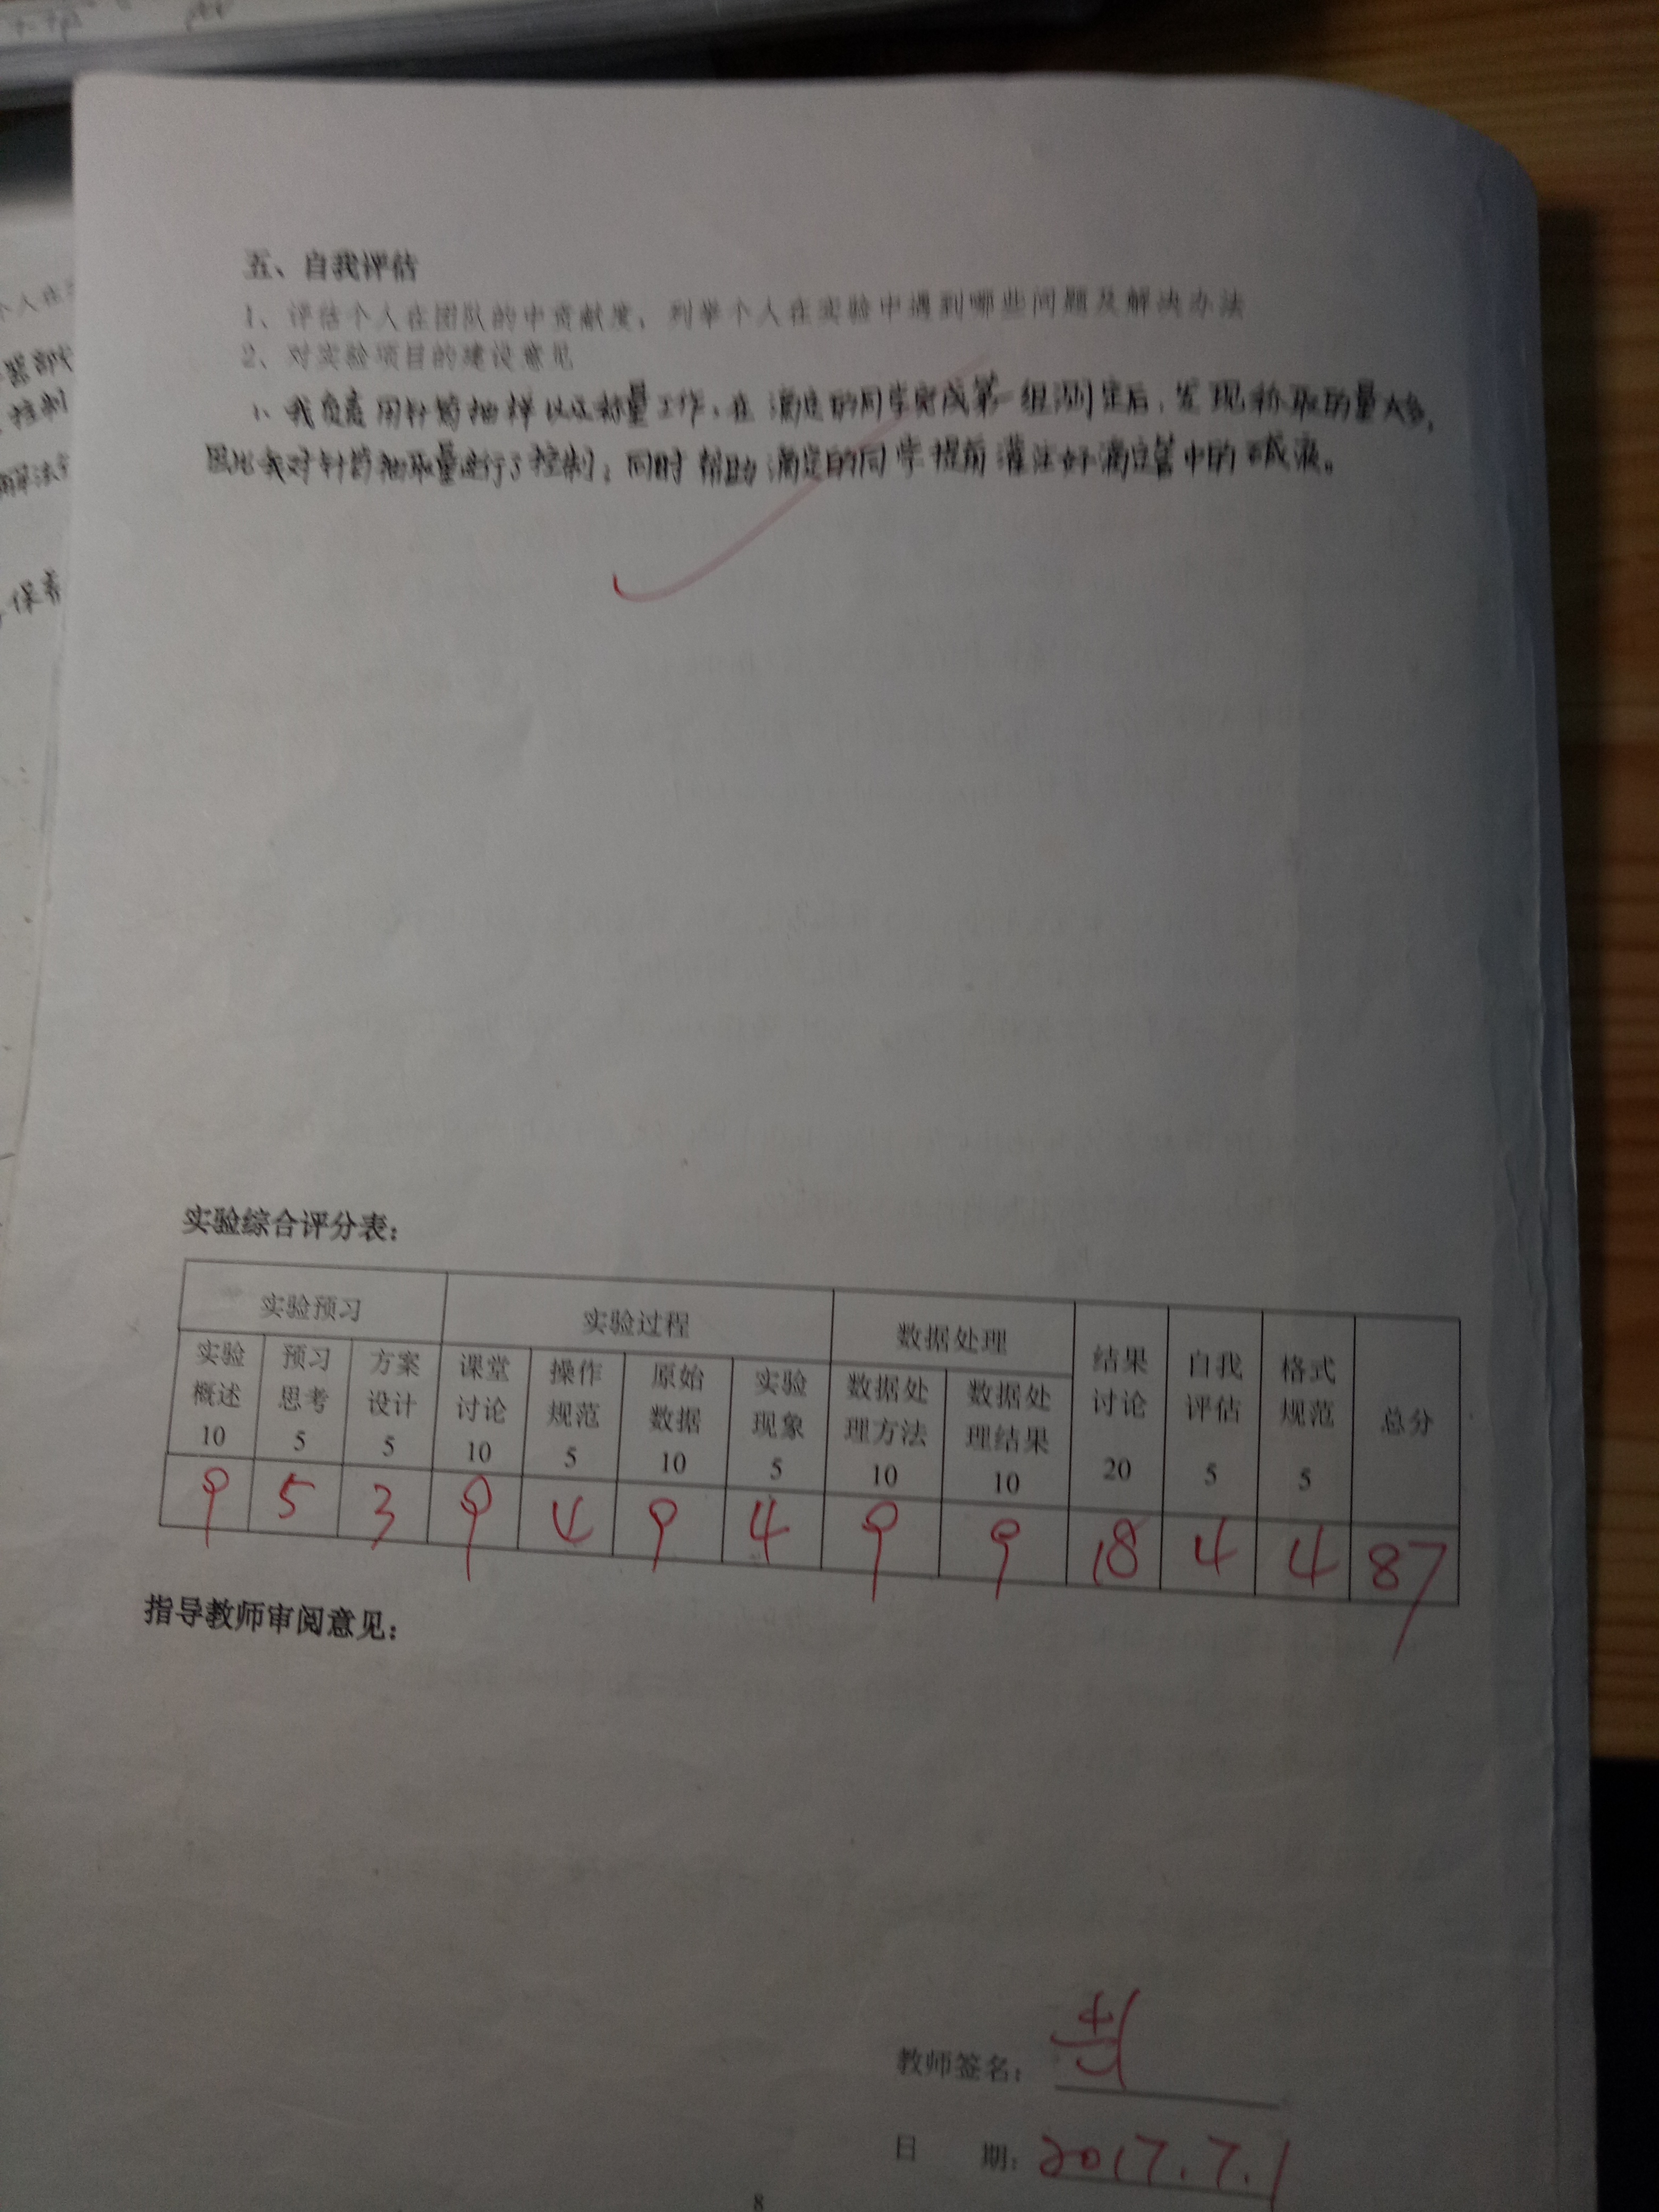 五、自我评估
1、评估个人在团队的中贡献度，列举个人在实验中遇到哪些问题及解决办法
2、对实验项目的建设意见
1、我负责用针筒抽样以及称量工作，在滴定的同学完成第一组测定后，发现称取的量太多，
因此我对针筒抽取量进行了控制；同时帮助滴定的同学提前灌注好滴定管中的碱液。
保养
控制
实验综合评分表：
实验预习 实验过程 数据处理 结果讨论 20 自我评估 5 格式规范 5 总分
实验概述 10 预习思考 5 方案设计 5 课堂讨论 10 操作规范 5 原始数据 10 实验现象 5 数据处理方法 10 数据处理结果 10
9 5 3 9 4 9 4 9 9 18 4 4 87
指导教师审阅意见：
教师签名：
日 期：2017.7.1
8